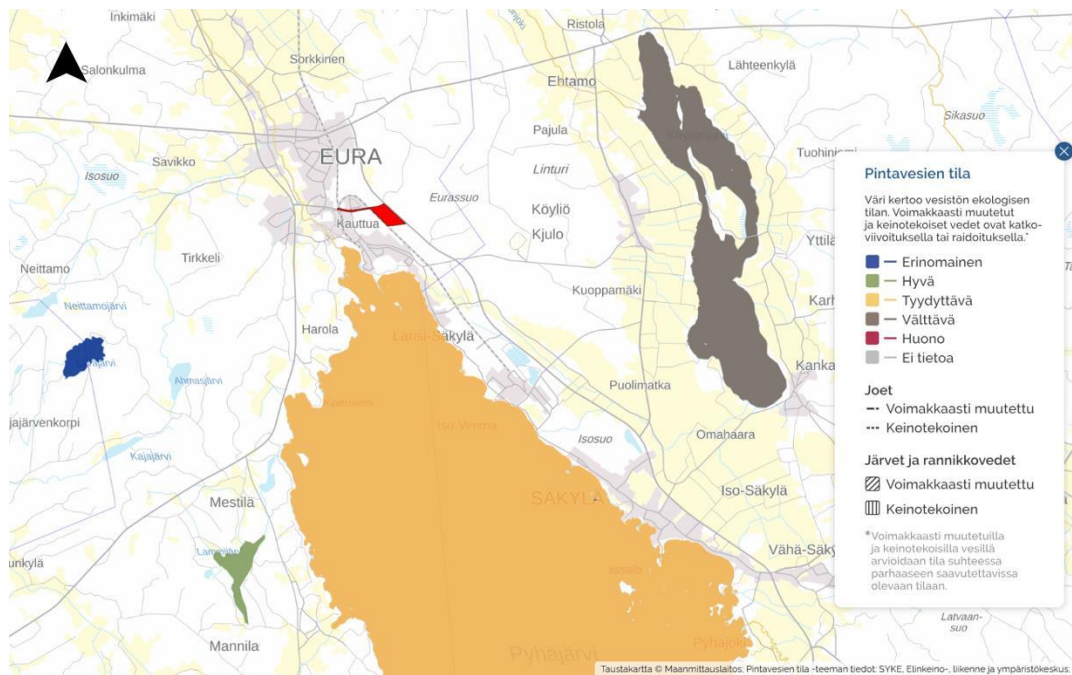 Inkimäki
Ristola
Sorkkinen
Salonkulma
Ehtamo
Lähteenkylä
Sikasuo
EURA
Pajula
Savikko
Tuohiniemi
Isosuo
Linturi
Eurassuo
Köyliö
Kauttua
Kjulo
Yttilä
Tirkkeli
Neittamo
Kuoppamäki
Neittamojärvi
Karh
Harola
Länsi-Säkylä
Kanka
Ahmasjärvi
Puolimatka
Iso-Vimma
ajajärvenkorpi
Omahaara
Isosuo
Kajajärvi
Iso-Säkylä
Mestilä
SÄKYLÄ
Vähä-Säky
unkylä
Mannila
Pyhäjoki
Pyhäjärvi
Latvaan-
suo
Pintavesien tila
Väri kertoo vesistön ekologisen
tilan. Voimakkaasti muutetut
ja keinotekoiset vedet ovat katko-
viivoituksella tai raidoituksella.*
Erinomainen
Hyvä
Tyydyttävä
Välttävä
Huono
Ei tietoa
Joet
Voimakkaasti muutettu
Keinotekoinen
Järvet ja rannikkovedet
Voimakkaasti muutettu
Keinotekoinen
*Voimakkaasti muutetuilla
ja keinotekoisilla vesillä
arvioidaan tila suhteessa
parhaaseen saavutettavissa
olevaan tilaan.
Taustakartta © Maanmittauslaitos; Pintavesien tila -teeman tiedot: SYKE, Elinkeino-, liikenne ja ympäristökeskus;